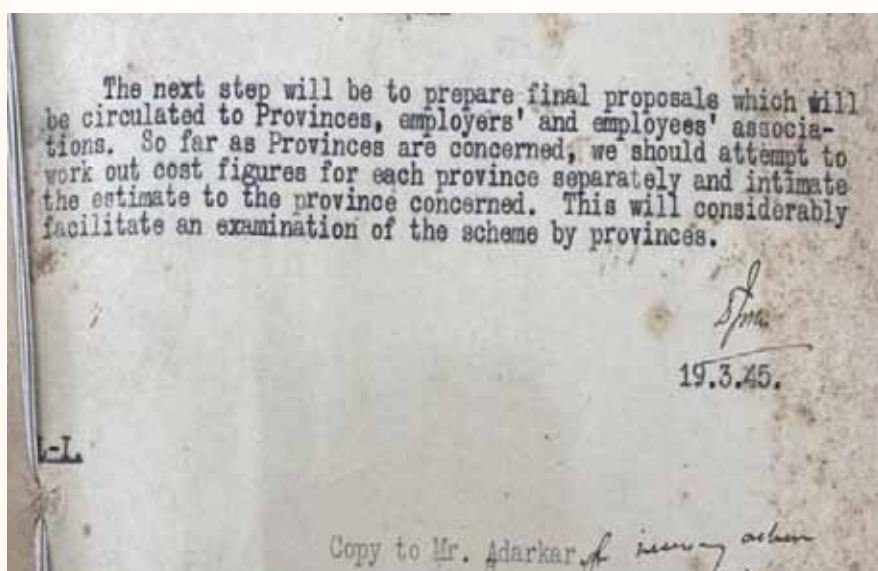 The next step will be to prepare final proposals which will
be circulated to Provinces, employers' and employees' associa-
tions. So far as Provinces are concerned, we should attempt to
work out cost figures for each province separately and intimate
the estimate to the province concerned. This will considerably
facilitate an examination of the scheme by provinces.
19.3.45.
-I.
Copy to Mr. Adarkar action